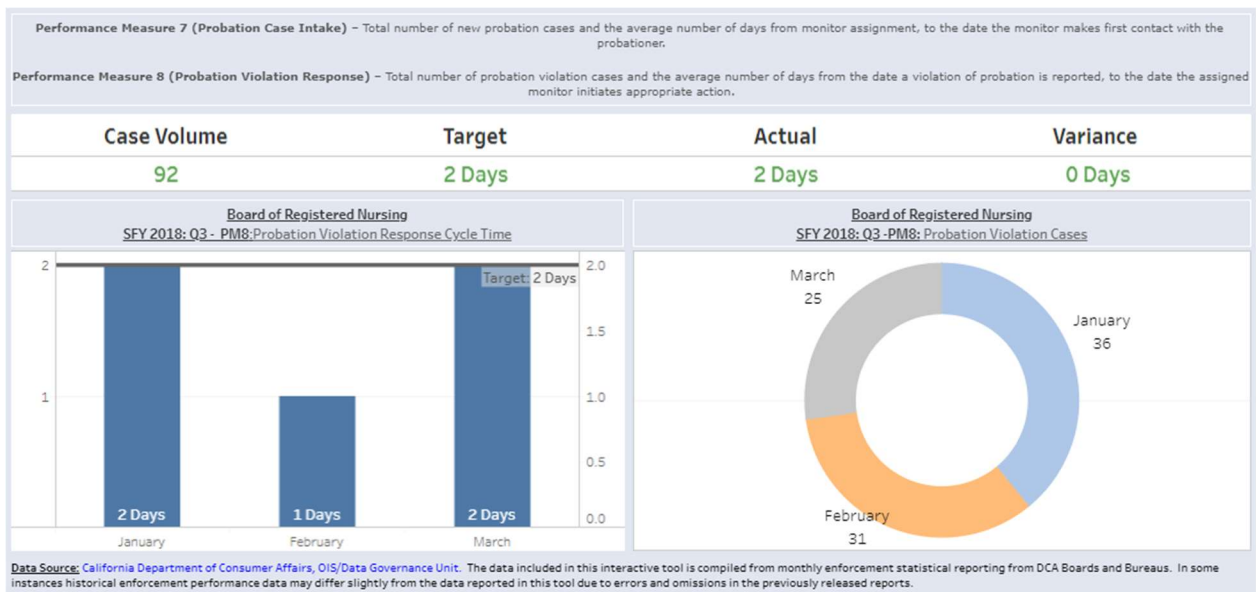 Performance Measure 7 (Probation Case Intake) – Total number of new probation cases and the average number of days from monitor assignment, to the date the monitor makes first contact with the
probationer.
Performance Measure 8 (Probation Violation Response) – Total number of probation violation cases and the average number of days from the date a violation of probation is reported, to the date the assigned
monitor initiates appropriate action.
Case Volume Target Actual Variance
92 2 Days 2 Days 0 Days
Board of Registered Nursing
SFY 2018: Q3 - PM8:Probation Violation Response Cycle Time
2 2.0
Target: 2 Days
1.5
1 1.0
0.5
0.0
2 Days 1 Days 2 Days
January February March
Board of Registered Nursing
SFY 2018: Q3 -PM8: Probation Violation Cases
March
25
January
36
February
31
Data Source: California Department of Consumer Affairs, OIS/Data Governance Unit. The data included in this interactive tool is compiled from monthly enforcement statistical reporting from DCA Boards and Bureaus. In some
instances historical enforcement performance data may differ slightly from the data reported in this tool due to errors and omissions in the previously released reports.